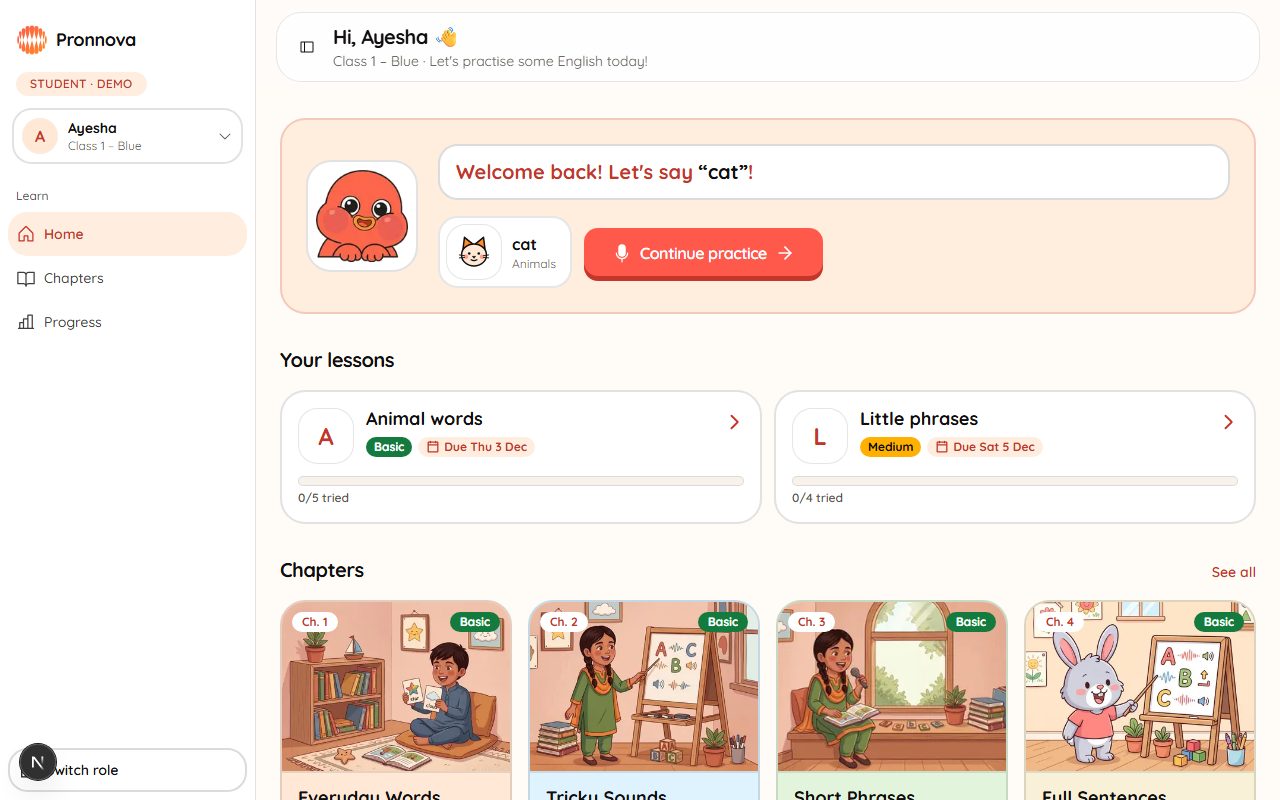 Pronnova
STUDENT · DEMO
A
Ayesha
Class 1 – Blue
Learn
Home
Chapters
Progress
N
witch role
Hi, Ayesha 👋
Class 1 – Blue · Let's practise some English today!
Welcome back! Let's say “cat”!
cat
Animals
Continue practice
Your lessons
A
Animal words
Basic
Due Thu 3 Dec
0/5 tried
L
Little phrases
Medium
Due Sat 5 Dec
0/4 tried
Chapters
See all
Ch. 1
Basic
Everyday Words
Ch. 2
Basic
A C
B
Tricky Sounds
Ch. 3
Basic
Short Phrases
Ch. 4
Basic
A
B
C
Full Sentences